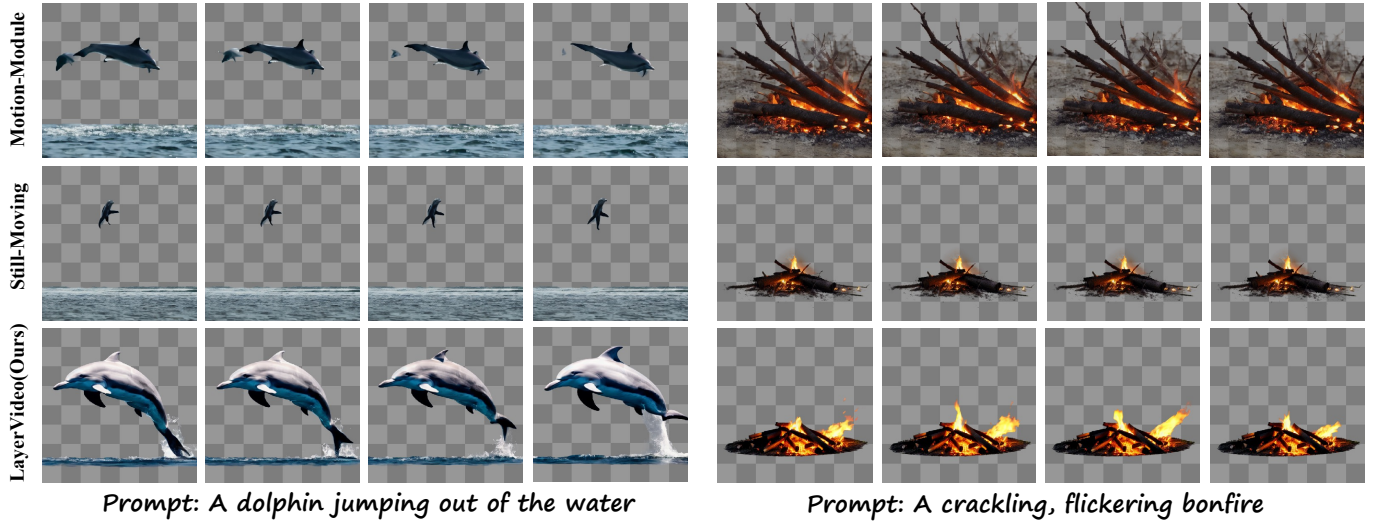 Motion-Module
Still-Moving
LayerVideo(Ours)
Prompt: A dolphin jumping out of the water
Prompt: A crackling, flickering bonfire